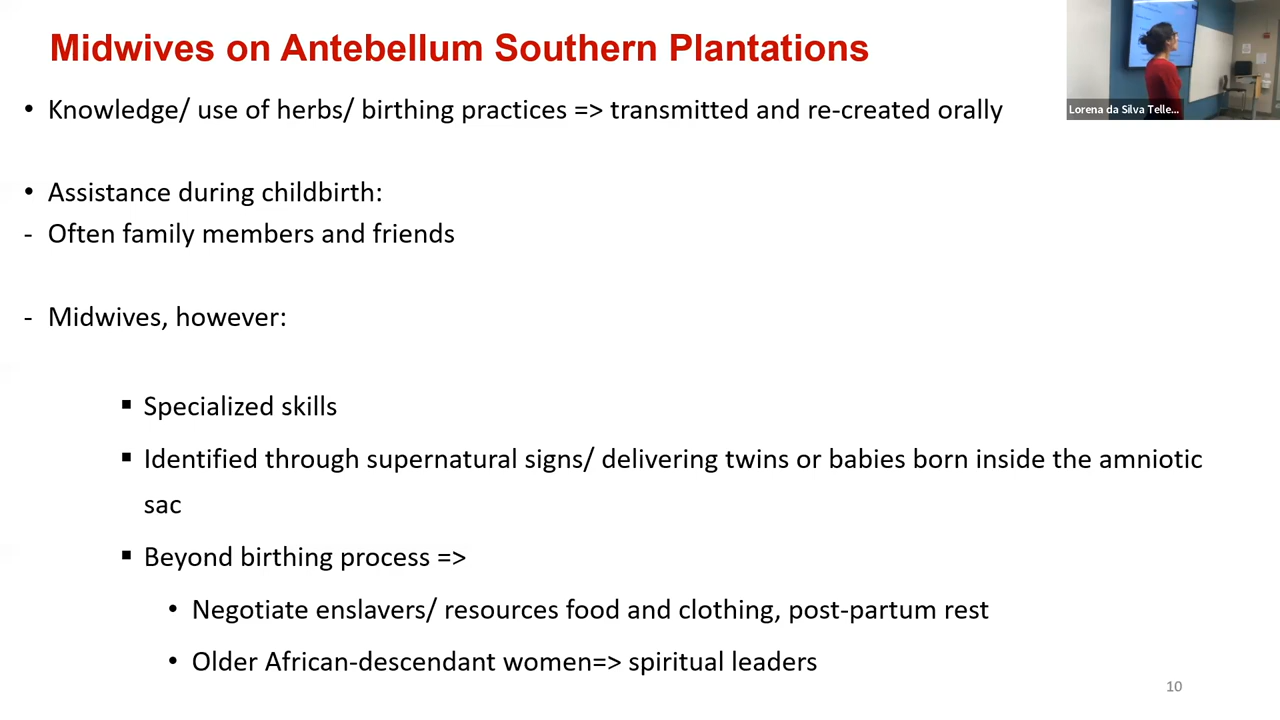 Midwives on Antebellum Southern Plantations
• Knowledge/ use of herbs/ birthing practices => transmitted and re-created orally
Lorena da Silva Telle...
• Assistance during childbirth:
- Often family members and friends
- Midwives, however:
▪ Specialized skills
▪ Identified through supernatural signs/ delivering twins or babies born inside the amniotic
sac
▪ Beyond birthing process =>
• Negotiate enslavers/ resources food and clothing, post-partum rest
• Older African-descendant women=> spiritual leaders
10